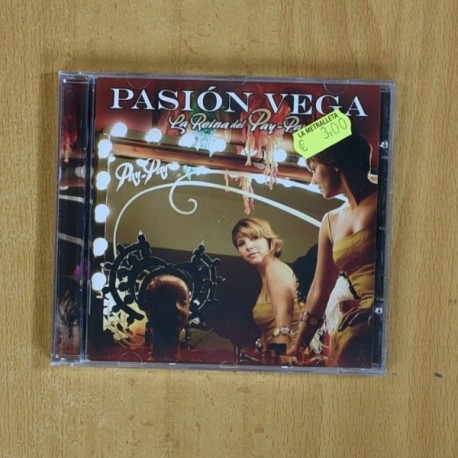 PASIÓN VEGA
La Reina del Pay-Pay
LA METRALLETA
€ 3,00
Pay-Pay